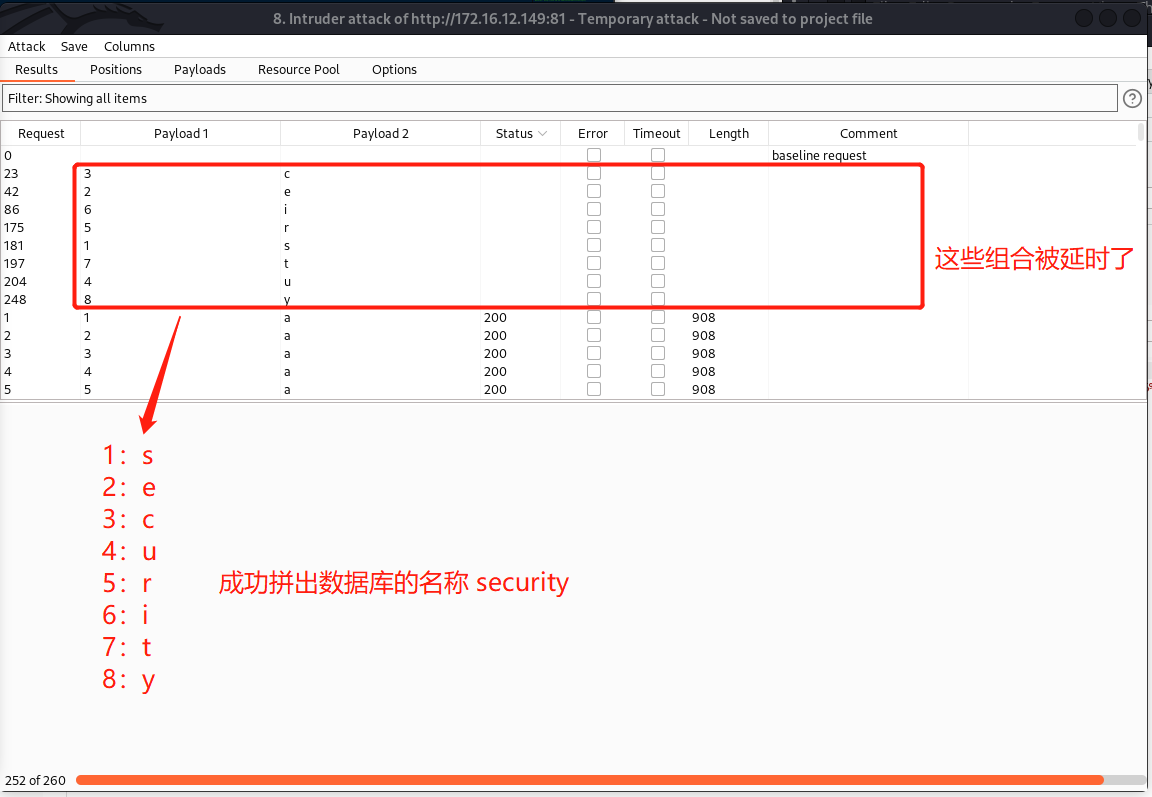 8. Intruder attack of http://172.16.12.149:81 - Temporary attack - Not saved to project file
Attack Save Columns
Results Positions Payloads Resource Pool Options
Filter: Showing all items
?
Request Payload 1 Payload 2 Status Error Timeout Length Comment
0 baseline request
23 3 c
42 2 e
86 6 i
175 5 r
181 1 s
197 7 t
204 4 u
248 8 y
这些组合被延时了
1 1 a 200 908
2 2 a 200 908
3 3 a 200 908
4 4 a 200 908
5 5 a 200 908
1：s
2：e
3：c
4：u
5：r
6：i
7：t
8：y
成功拼出数据库的名称 security
252 of 260